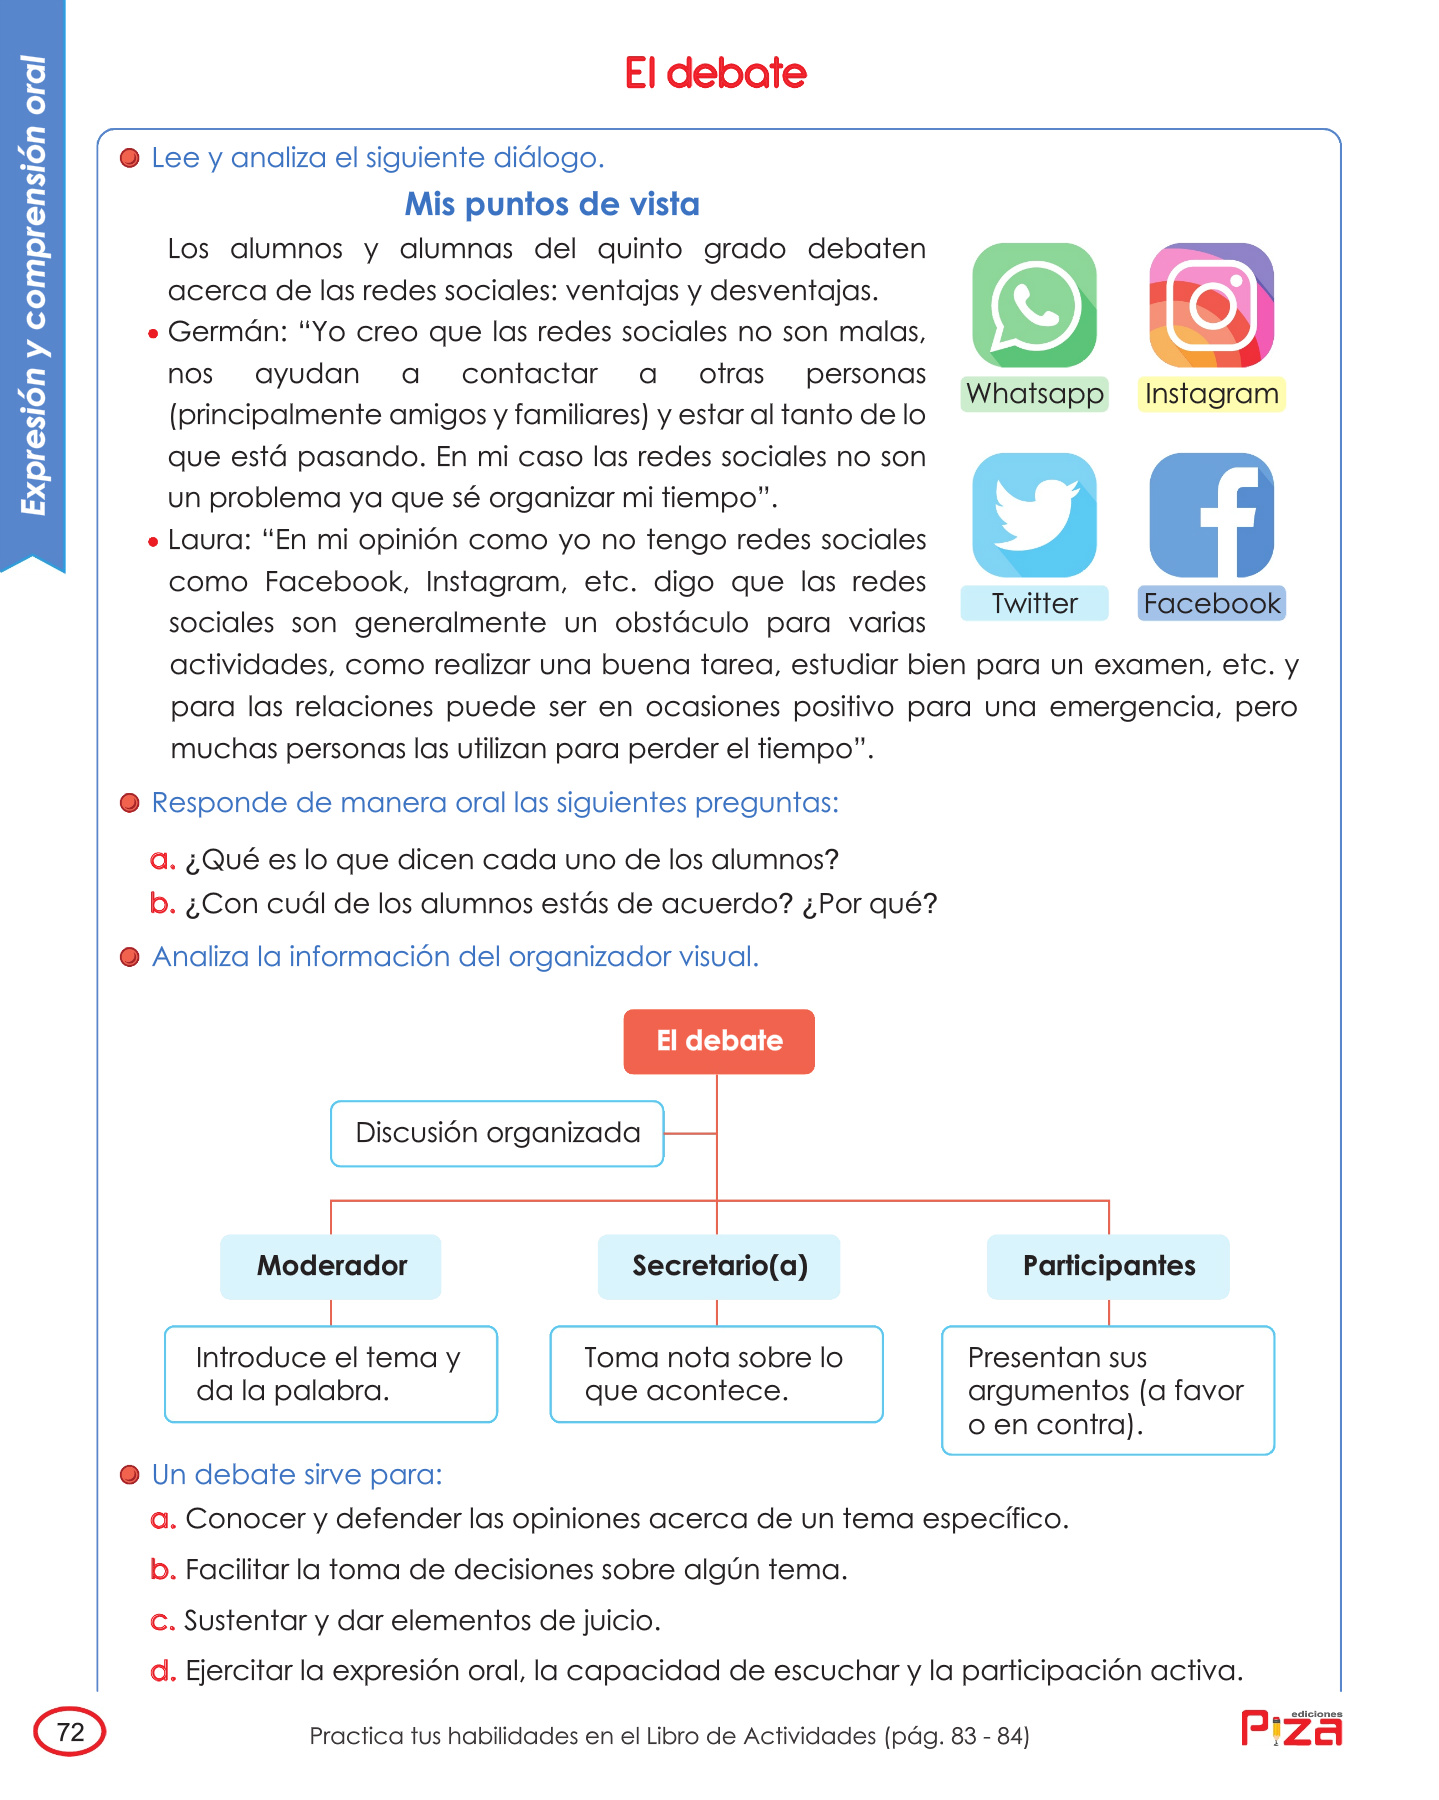 Expresión y comprensión oral
El debate
Lee y analiza el siguiente diálogo.
Mis puntos de vista
Los alumnos y alumnas del quinto grado debaten
acerca de las redes sociales: ventajas y desventajas.
• Germán: “Yo creo que las redes sociales no son malas,
nos ayudan a contactar a otras personas
(principalmente amigos y familiares) y estar al tanto de lo
que está pasando. En mi caso las redes sociales no son
un problema ya que sé organizar mi tiempo”.
• Laura: “En mi opinión como yo no tengo redes sociales
como Facebook, Instagram, etc. digo que las redes
sociales son generalmente un obstáculo para varias
actividades, como realizar una buena tarea, estudiar bien para un examen, etc. y
para las relaciones puede ser en ocasiones positivo para una emergencia, pero
muchas personas las utilizan para perder el tiempo”.
Whatsapp
Instagram
Twitter
Facebook
Responde de manera oral las siguientes preguntas:
a. ¿Qué es lo que dicen cada uno de los alumnos?
b. ¿Con cuál de los alumnos estás de acuerdo? ¿Por qué?
Analiza la información del organizador visual.
El debate
Discusión organizada
Moderador
Secretario(a)
Participantes
Introduce el tema y
da la palabra.
Toma nota sobre lo
que acontece.
Presentan sus
argumentos (a favor
o en contra).
Un debate sirve para:
a. Conocer y defender las opiniones acerca de un tema específico.
b. Facilitar la toma de decisiones sobre algún tema.
c. Sustentar y dar elementos de juicio.
d. Ejercitar la expresión oral, la capacidad de escuchar y la participación activa.
72
Practica tus habilidades en el Libro de Actividades (pág. 83 - 84)
ediciones
Piza